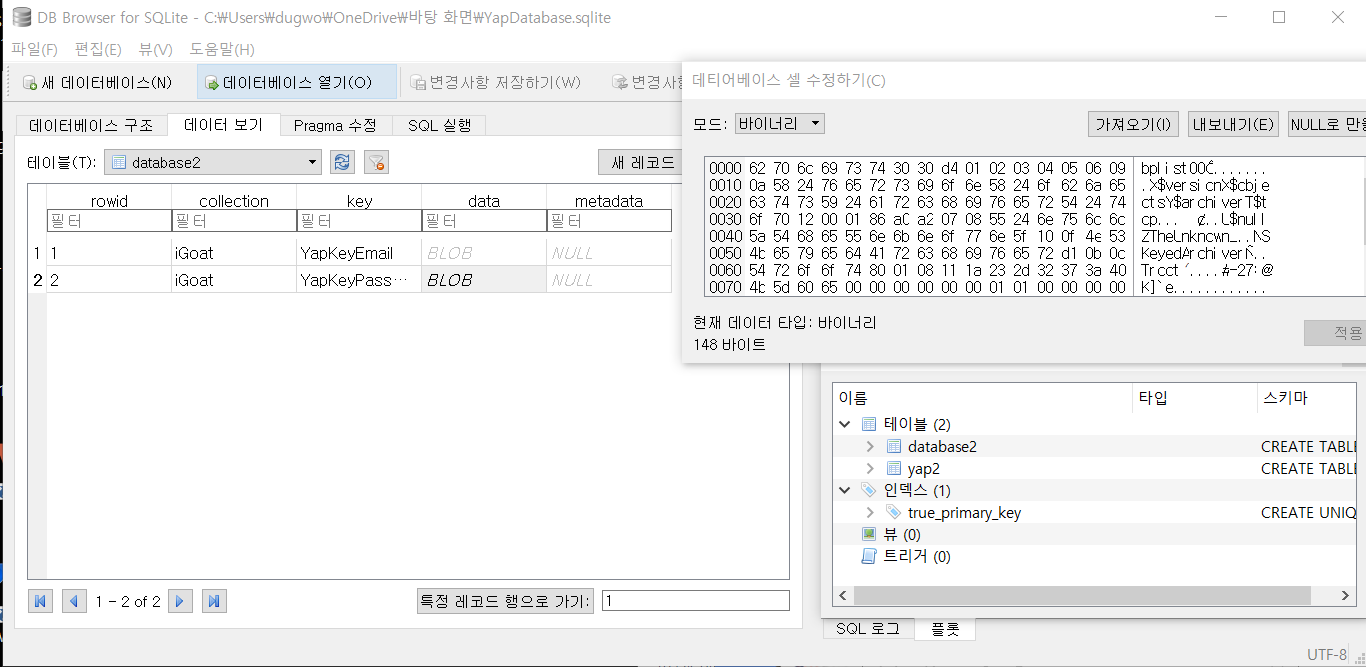 DB Browser for SQLite - C:₩Users₩dugwo₩OneDrive₩바탕 화면₩YapDatabase.sqlite
파일(F) 편집(E) 뷰(V) 도움말(H)
새 데이터베이스(N) 데이터베이스 열기(O) 변경사항 저장하기(W) 변경사항
데이터베이스 구조 데이터 보기 Pragma 수정 SQL 실행
테이블(T): database2 새 레코드
rowid collection key data metadata
필터 필터 필터 필터 필터
1 1 iGoat YapKeyEmail BLOB NULL
2 2 iGoat YapKeyPass⋯ BLOB NULL
1 - 2 of 2 특정 레코드 행으로 가기: 1
데티어베이스 셀 수정하기(C)
모드: 바이너리 가져오기(I) 내보내기(E) NULL로 만
0000 62 70 6c 69 73 74 30 30 d4 01 02 03 04 05 06 09 bplist00Ô.......
0010 0a 58 24 76 65 72 73 69 6f 6e 58 24 6f 62 6a 65 .X$versionX$obje
0020 63 74 73 59 24 61 72 63 68 69 76 65 72 54 24 74 ctsY$archiverT$t
0030 6f 70 12 00 01 86 a0 a2 07 08 55 24 6e 75 6c 6c op... ¢..U$null
0040 5a 54 68 65 55 6e 6b 6e 6f 77 6e 5f 10 0f 4e 53 ZTheUnknown_..NS
0050 4b 65 79 65 64 41 72 63 68 69 76 65 72 d1 0b 0c KeyedArchiverÑ..
0060 54 72 6f 6f 74 80 01 08 11 1a 23 2d 32 37 3a 40 Troot´....#-27:@
0070 4b 5d 60 65 00 00 00 00 00 00 01 01 00 00 00 00 K]`e............
현재 데이터 타입: 바이너리
148 바이트
적용
이름 타입 스키마
테이블 (2)
database2 CREATE TABLE
yap2 CREATE TABLE
인덱스 (1)
true_primary_key CREATE UNIQ
뷰 (0)
트리거 (0)
SQL 로그 플롯
UTF-8